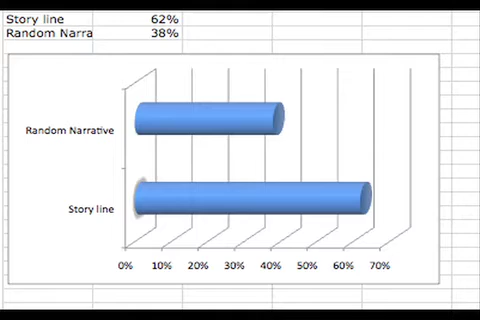 Story line 62%
Random Narra 38%
Random Narrative
Story line
0% 10% 20% 30% 40% 50% 60% 70%